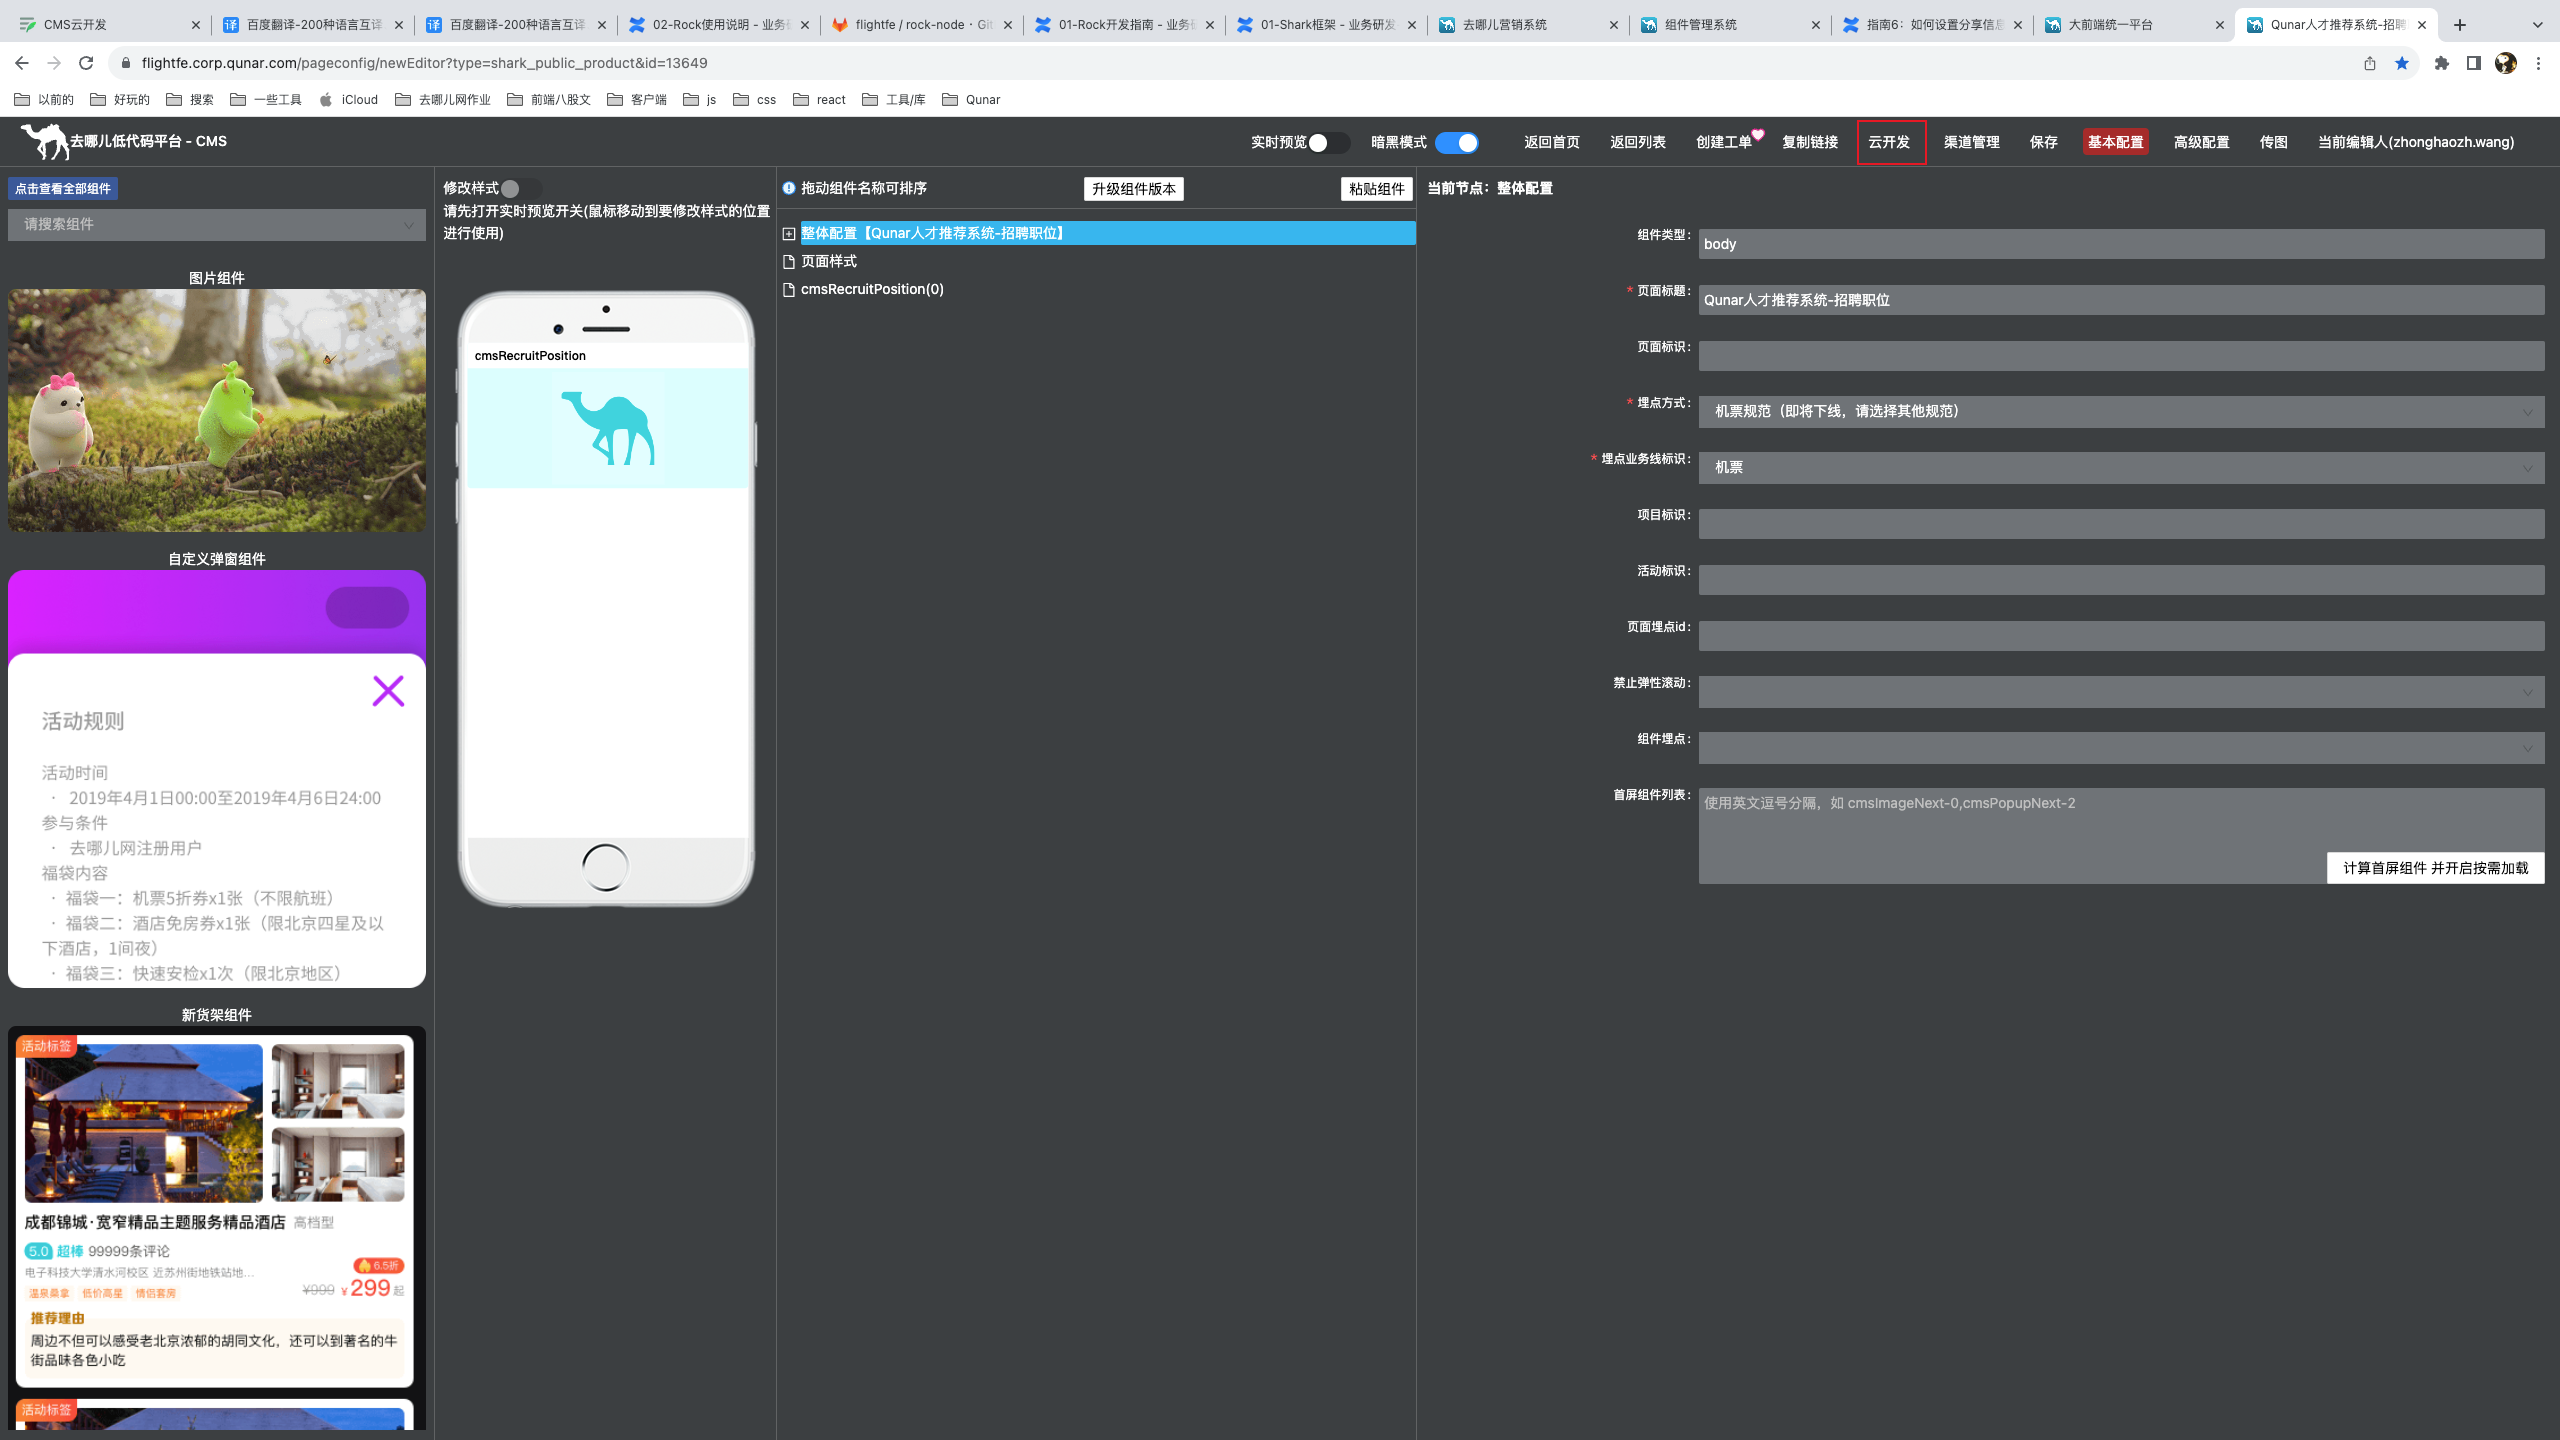 CMS云开发
百度翻译-200种语言互译
百度翻译-200种语言互译
02-Rock使用说明 - 业务研
flightfe / rock-node · Git
01-Rock开发指南 - 业务研
01-Shark框架 - 业务研发
去哪儿营销系统
组件管理系统
指南6：如何设置分享信息
大前端统一平台
Qunar人才推荐系统-招聘
flightfe.corp.qunar.com/pageconfig/newEditor?type=shark_public_product&id=13649
以前的
好玩的
搜索
一些工具
iCloud
去哪儿网作业
前端八股文
客户端
js
css
react
工具/库
Qunar
去哪儿低代码平台 - CMS
实时预览
暗黑模式
返回首页
返回列表
创建工单
复制链接
云开发
渠道管理
保存
基本配置
高级配置
传图
当前编辑人(zhonghaozh.wang)
点击查看全部组件
请搜索组件
图片组件
自定义弹窗组件
活动规则
活动时间
· 2019年4月1日00:00至2019年4月6日24:00
参与条件
· 去哪儿网注册用户
福袋内容
· 福袋一：机票5折券x1张（不限航班）
· 福袋二：酒店免房券x1张（限北京四星及以
下酒店，1间夜）
· 福袋三：快速安检x1次（限北京地区）
新货架组件
活动标签
成都锦城·宽窄精品主题服务精品酒店 高档型
5.0 超棒 99999条评论
6.5折
电子科技大学清水河校区 近苏州街地铁站地...
¥999 ¥299起
温泉桑拿 低价高星 情侣套房
推荐理由
周边不但可以感受老北京浓郁的胡同文化，还可以到著名的牛
街品味各色小吃
活动标签
修改样式
请先打开实时预览开关(鼠标移动到要修改样式的位置
进行使用)
cmsRecruitPosition
拖动组件名称可排序
升级组件版本
粘贴组件
整体配置【Qunar人才推荐系统-招聘职位】
页面样式
cmsRecruitPosition(0)
当前节点：整体配置
组件类型：
body
* 页面标题：
Qunar人才推荐系统-招聘职位
页面标识：
* 埋点方式：
机票规范（即将下线，请选择其他规范）
* 埋点业务线标识：
机票
项目标识：
活动标识：
页面埋点id：
禁止弹性滚动：
组件埋点：
首屏组件列表：
使用英文逗号分隔，如 cmsImageNext-0,cmsPopupNext-2
计算首屏组件 并开启按需加载